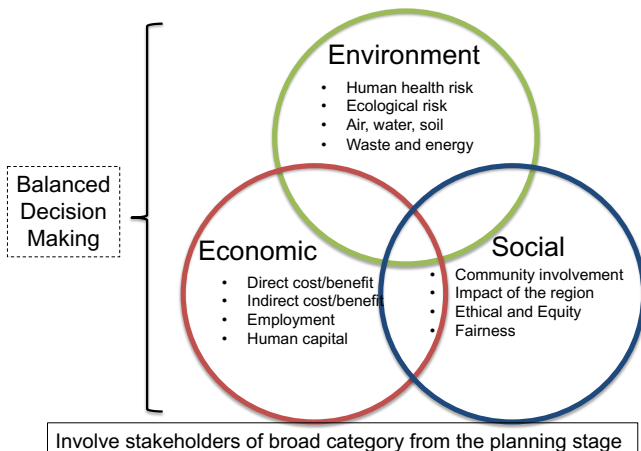 Environment
• Human health risk
• Ecological risk
• Air, water, soil
• Waste and energy
Balanced
Decision
Making
Economic
• Direct cost/benefit
• Indirect cost/benefit
• Employment
• Human capital
Social
• Community involvement
• Impact of the region
• Ethical and Equity
• Fairness
Involve stakeholders of broad category from the planning stage